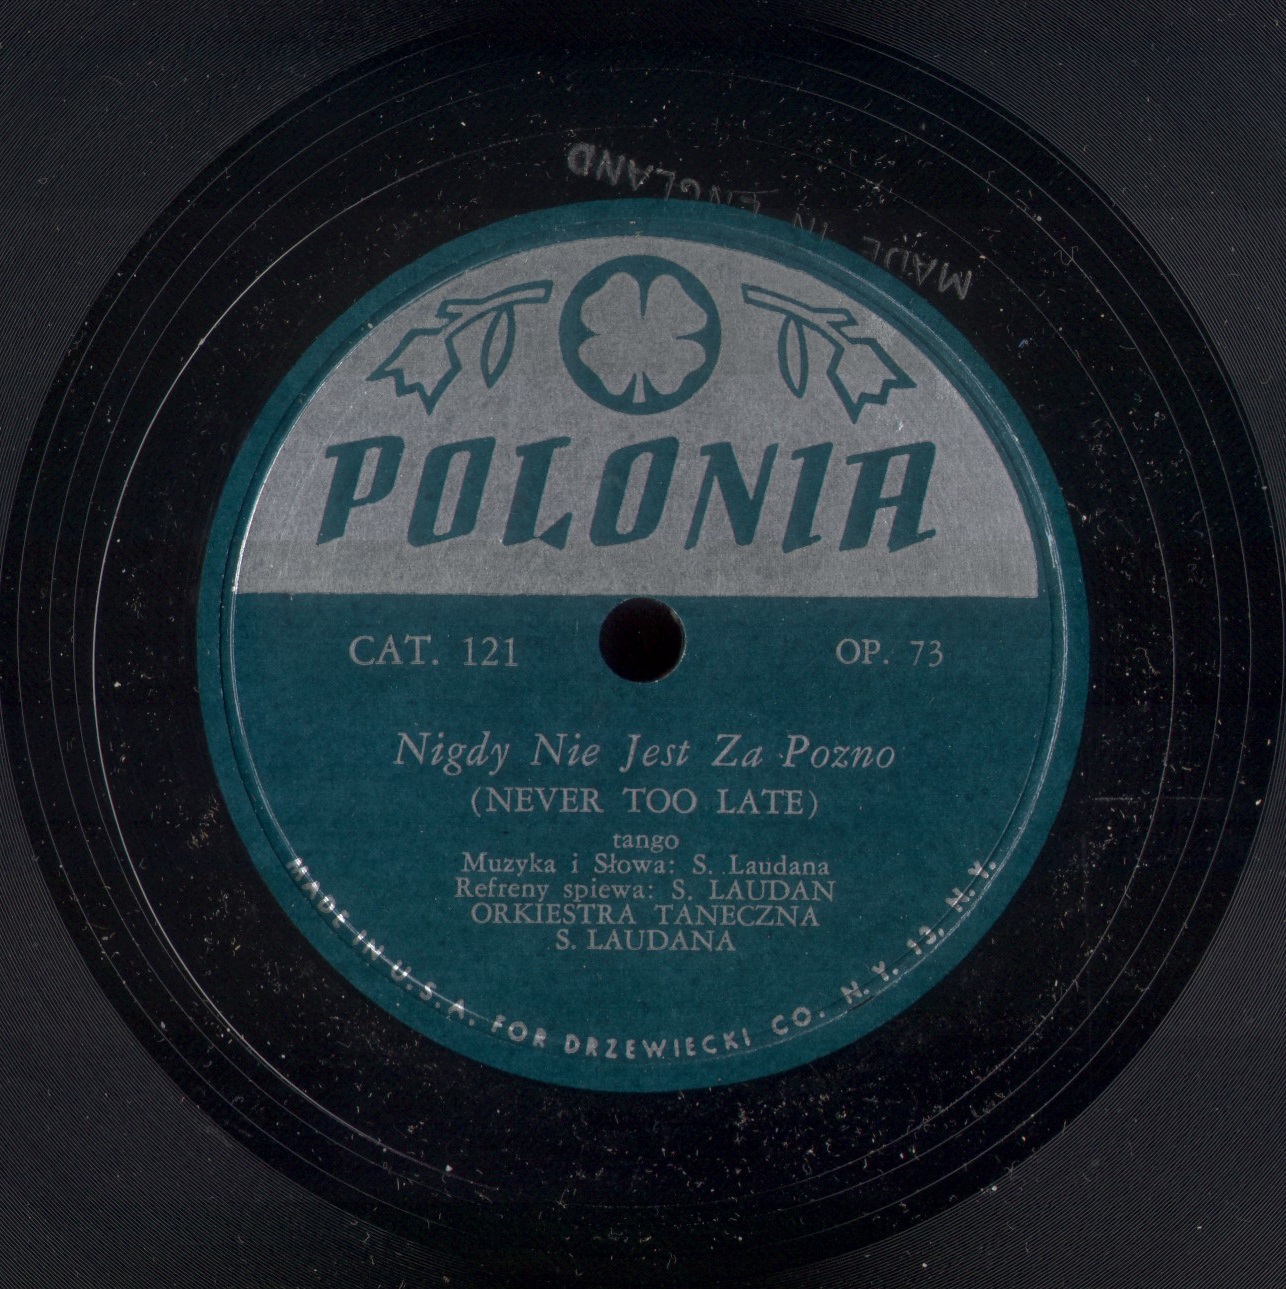 MADE IN ENGLAND
POLONIA
CAT. 121 OP. 73
Nigdy Nie Jest Za Pozno
(NEVER TOO LATE)
tango
Muzyka i Słowa: S. Laudana
Refreny spiewa: S. LAUDAN
ORKIESTRA TANECZNA
S. LAUDANA
MADE IN U.S.A. FOR DRZEWIECKI CO. N.Y. 13, N.Y.